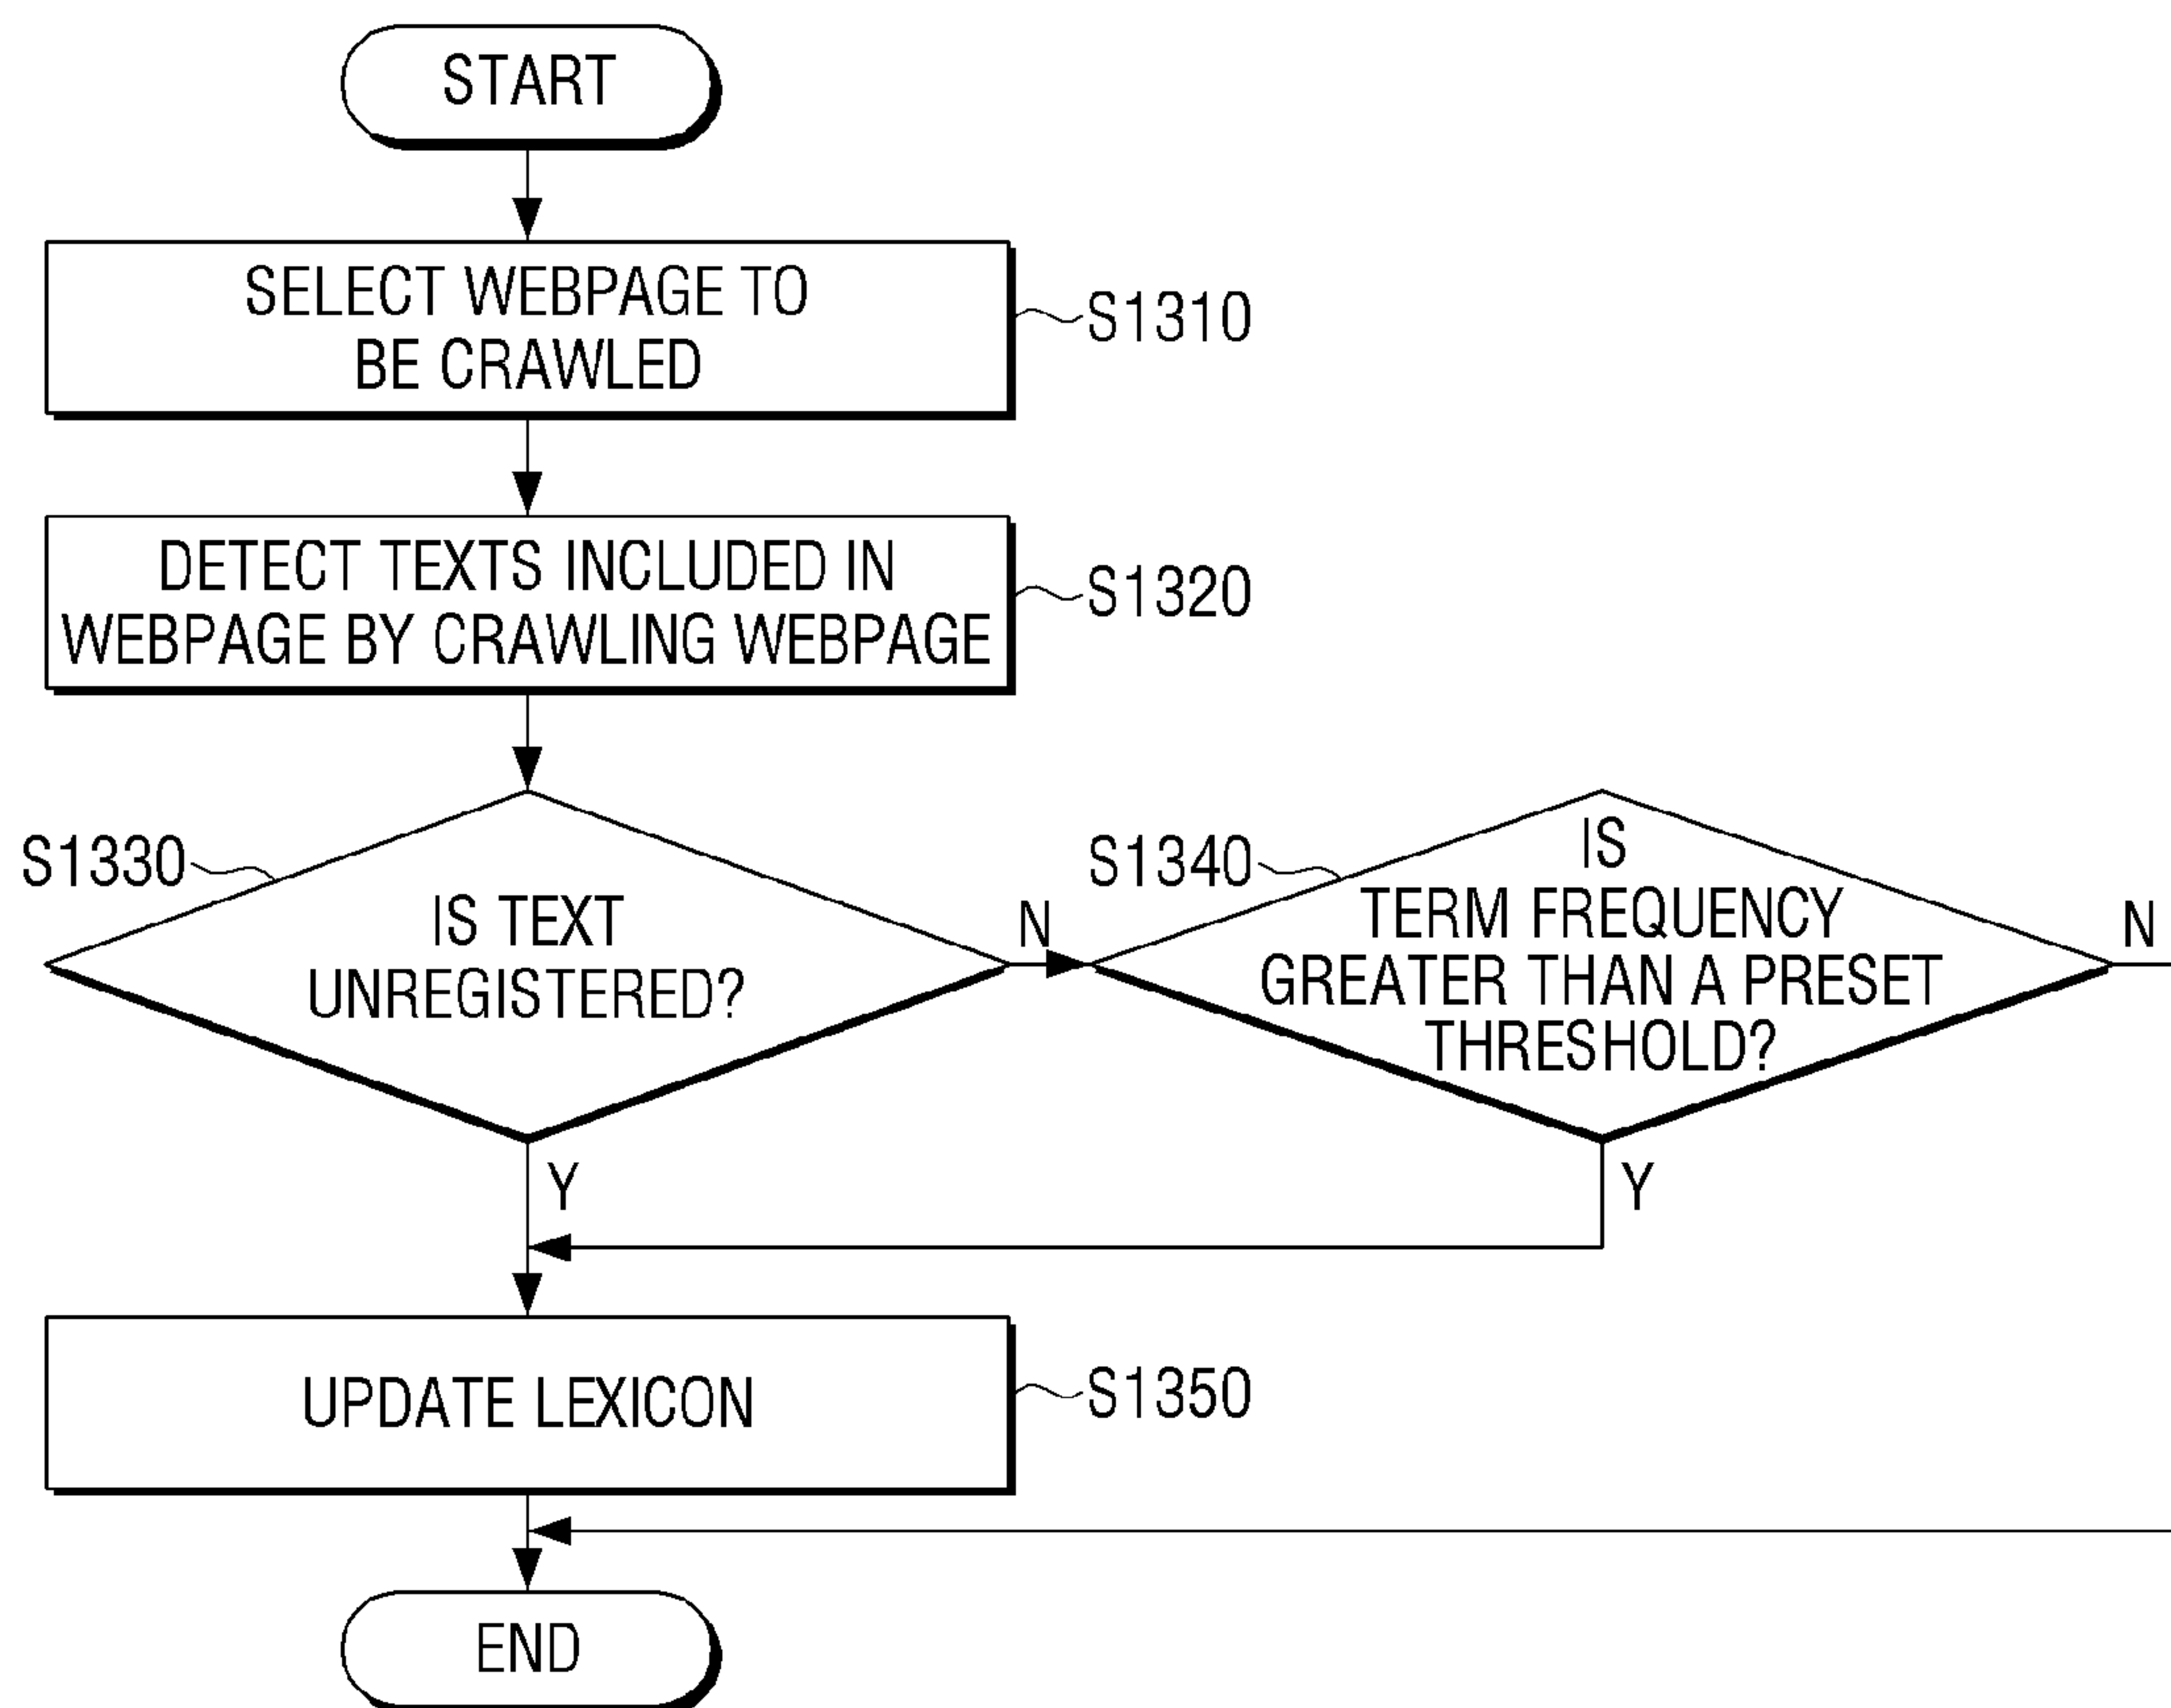 START
SELECT WEBPAGE TO
BE CRAWLED
S1310
DETECT TEXTS INCLUDED IN
WEBPAGE BY CRAWLING WEBPAGE
S1320
S1330
IS TEXT
UNREGISTERED?
N
Y
S1340
IS
TERM FREQUENCY
GREATER THAN A PRESET
THRESHOLD?
N
Y
UPDATE LEXICON
S1350
END